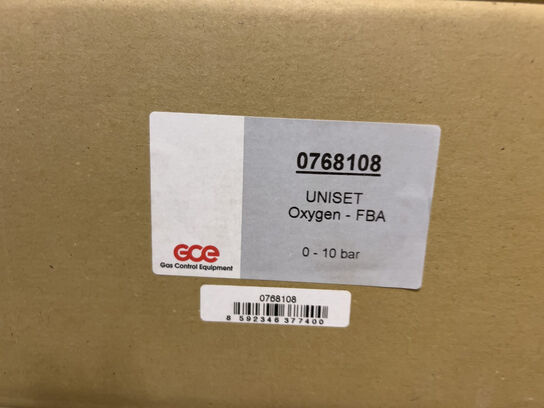 0768108
UNISET
Oxygen - FBA
0 - 10 bar
GCE
Gas Control Equipment
0768108
8 592346 377400